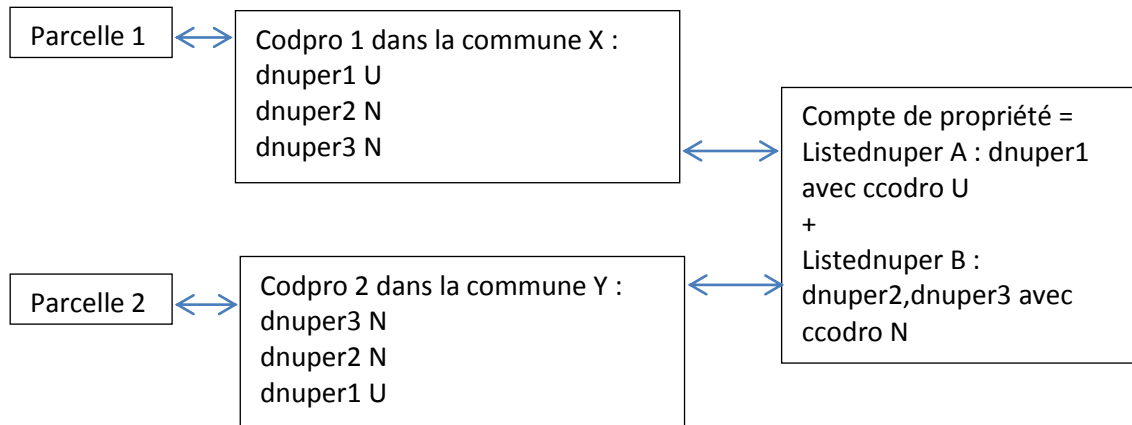 Parcelle 1
Codpro 1 dans la commune X :
dnuper1 U
dnuper2 N
dnuper3 N
Parcelle 2
Codpro 2 dans la commune Y :
dnuper3 N
dnuper2 N
dnuper1 U
Compte de propriété =
Listednuper A : dnuper1
avec ccodro U
+
Listednuper B :
dnuper2,dnuper3 avec
ccodro N